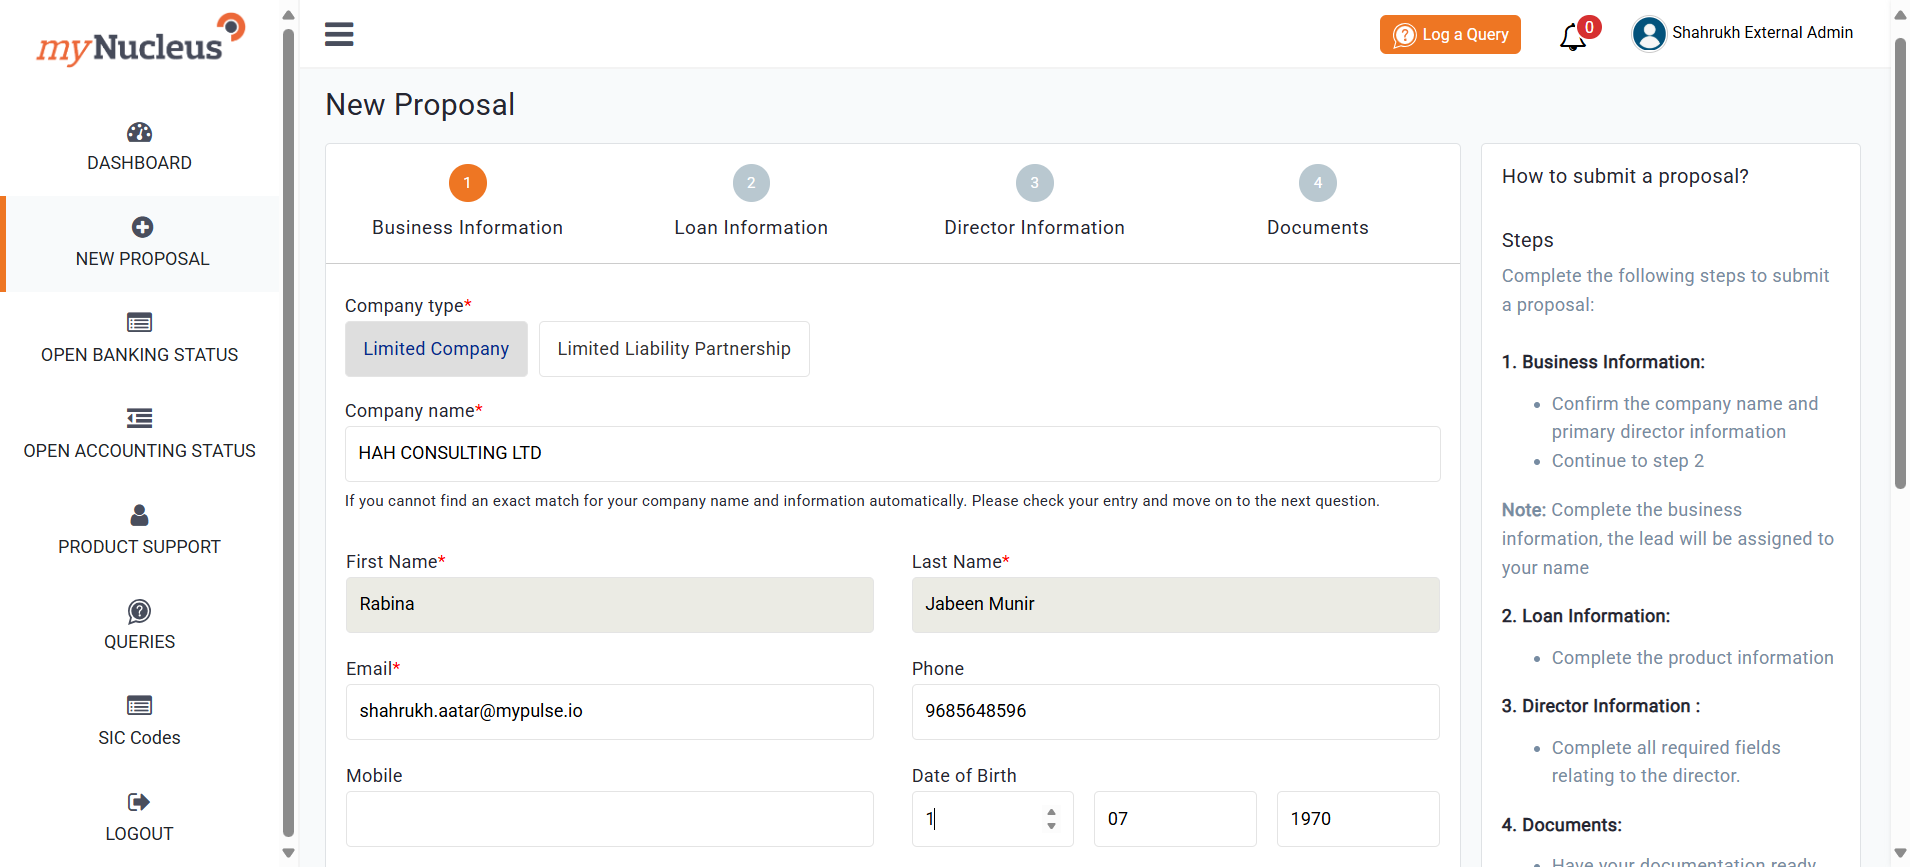 myNucleus
Log a Query
0
Shahrukh External Admin
DASHBOARD
NEW PROPOSAL
OPEN BANKING STATUS
OPEN ACCOUNTING STATUS
PRODUCT SUPPORT
QUERIES
SIC Codes
LOGOUT
New Proposal
1
Business Information
2
Loan Information
3
Director Information
4
Documents
Company type*
Limited Company
Limited Liability Partnership
Company name*
HAH CONSULTING LTD
If you cannot find an exact match for your company name and information automatically. Please check your entry and move on to the next question.
First Name*
Last Name*
Rabina
Jabeen Munir
Email*
Phone
shahrukh.aatar@mypulse.io
9685648596
Mobile
Date of Birth
1
07
1970
How to submit a proposal?
Steps
Complete the following steps to submit
a proposal:
1. Business Information:
• Confirm the company name and
primary director information
• Continue to step 2
Note: Complete the business
information, the lead will be assigned to
your name
2. Loan Information:
• Complete the product information
3. Director Information :
• Complete all required fields
relating to the director.
4. Documents:
• Have your documentation ready